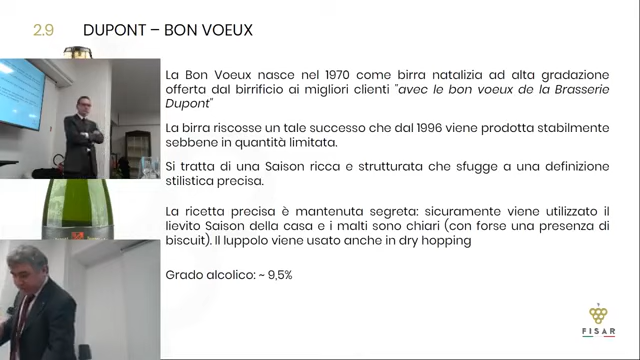 2.9 DUPONT – BON VOEUX
La Bon Voeux nasce nel 1970 come birra natalizia ad alta gradazione
offerta dal birrificio ai migliori clienti "avec le bon voeux de la Brasserie
Dupont"
La birra riscosse un tale successo che dal 1996 viene prodotta stabilmente
sebbene in quantità limitata.
Si tratta di una Saison ricca e strutturata che sfugge a una definizione
stilistica precisa.
La ricetta precisa è mantenuta segreta: sicuramente viene utilizzato il
lievito Saison della casa e i malti sono chiari (con forse una presenza di
biscuit). Il luppolo viene usato anche in dry hopping
Grado alcolico: ~ 9,5%
FISAR